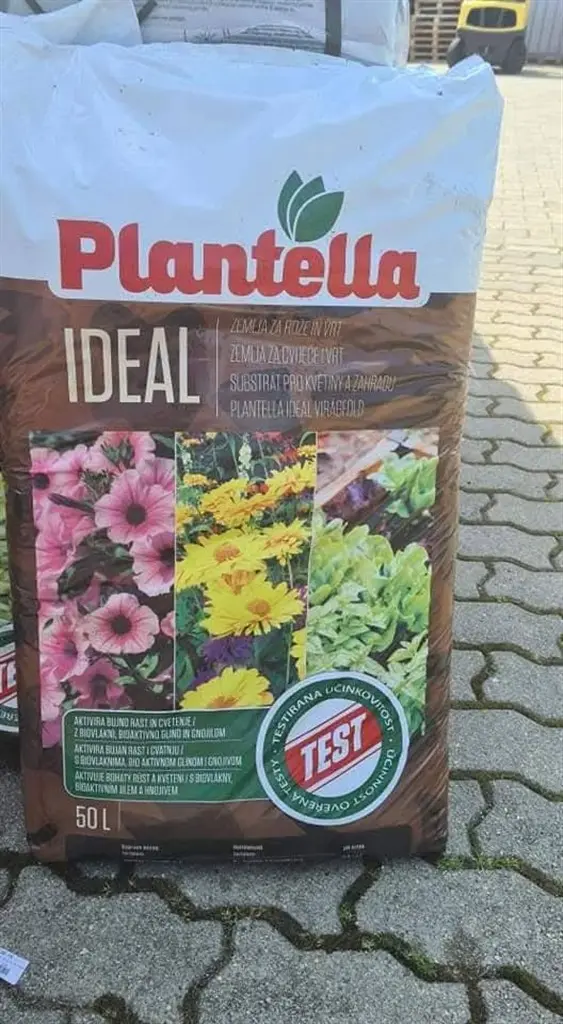 Plantella
IDEAL
ZEMLJA ZA ROŽE IN VRT
ZEMLJA ZA CVIJEĆE I VRT
SUBSTRÁT PRO KVĚTINY A ZAHRADU
PLANTELLA IDEAL VIRÁGFÖLD
AKTIVIRA BUJNO RAST IN CVETENJE /
Z BIOVLAKNI, BIOAKTIVNO GLINO IN GNOJILOM
AKTIVIRA BUJAN RAST I CVATNJU /
S BIOVLAKNIMA, BIO AKTIVNOM GLINOM I GNOJIVOM
AKTIVUJE BOHATÝ RŮST A KVETENÍ / S BIOVLÁKNY,
BIOAKTIVNÍM JÍLEM A HNOJIVEM
TESTIRANA UČINKOVITOST
TEST
ÚČINNOST OVĚŘENA TESTY
50 L
TE